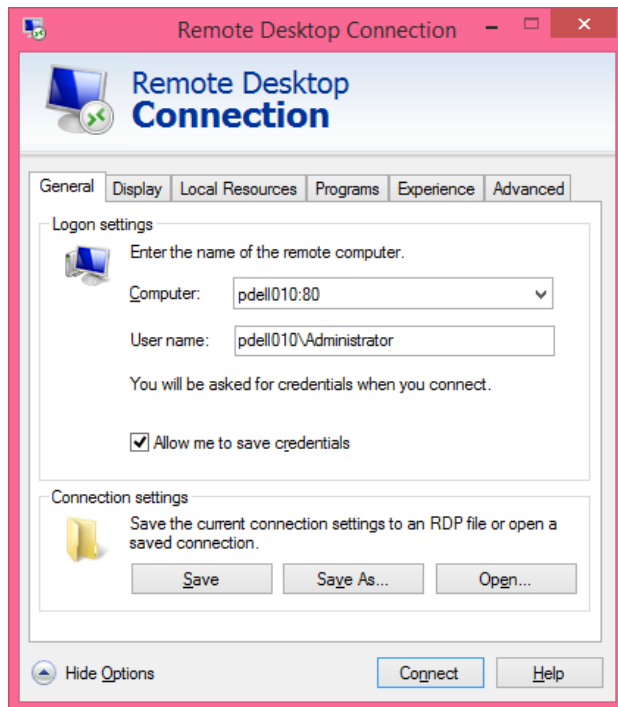 Remote Desktop Connection
Remote Desktop
Connection
General Display Local Resources Programs Experience Advanced
Logon settings
Enter the name of the remote computer.
Computer: pdell010:80
User name: pdell010\Administrator
You will be asked for credentials when you connect.
Allow me to save credentials
Connection settings
Save the current connection settings to an RDP file or open a
saved connection.
Save Save As... Open...
Hide Options Connect Help